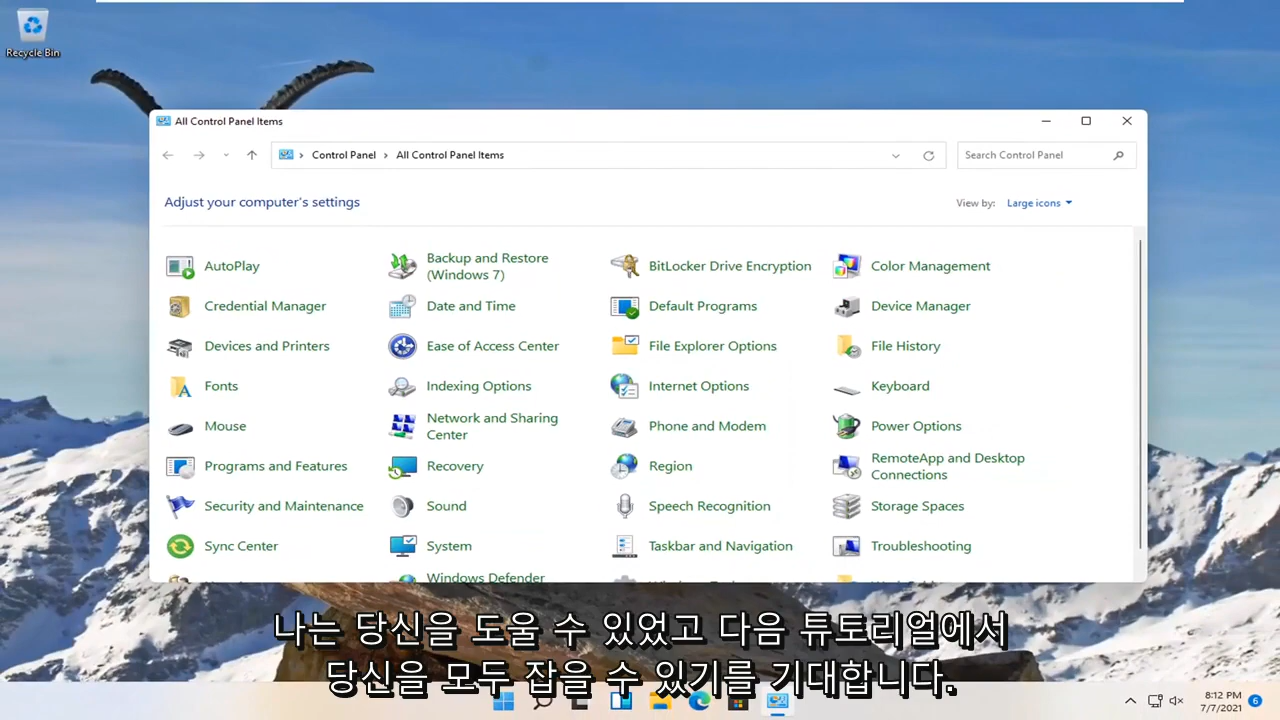 Recycle Bin
All Control Panel Items
Control Panel
All Control Panel Items
Search Control Panel
Adjust your computer's settings
View by:
Large icons
AutoPlay
Backup and Restore
(Windows 7)
BitLocker Drive Encryption
Color Management
Credential Manager
Date and Time
Default Programs
Device Manager
Devices and Printers
Ease of Access Center
File Explorer Options
File History
Fonts
Indexing Options
Internet Options
Keyboard
Mouse
Network and Sharing
Center
Phone and Modem
Power Options
Programs and Features
Recovery
Region
RemoteApp and Desktop
Connections
Security and Maintenance
Sound
Speech Recognition
Storage Spaces
Sync Center
System
Taskbar and Navigation
Troubleshooting
Windows Defender
나는 당신을 도울 수 있었고 다음 튜토리얼에서
당신을 모두 잡을 수 있기를 기대합니다.
8:12 PM
7/7/2021
6